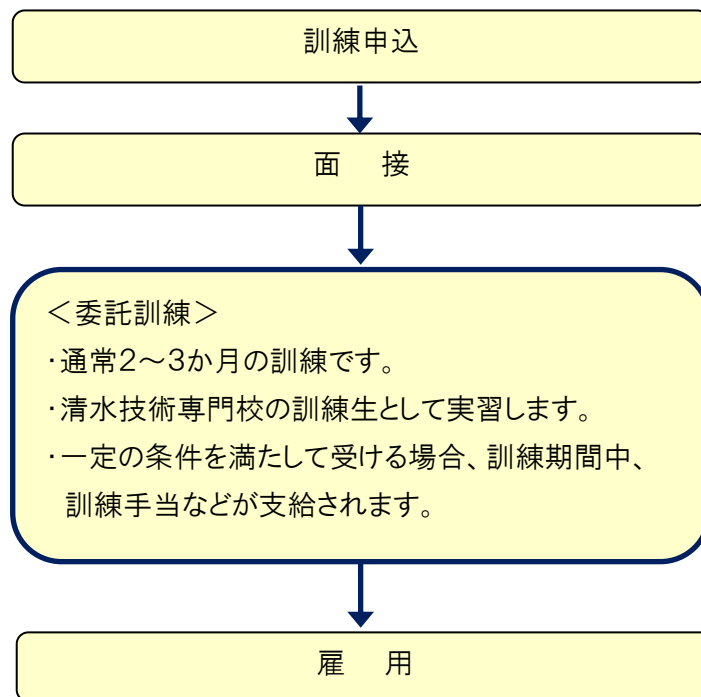 訓練申込
面　接
＜委託訓練＞
・通常２～３か月の訓練です。
・清水技術専門校の訓練生として実習します。
・一定の条件を満たして受ける場合、訓練期間中、
訓練手当などが支給されます。
雇　用